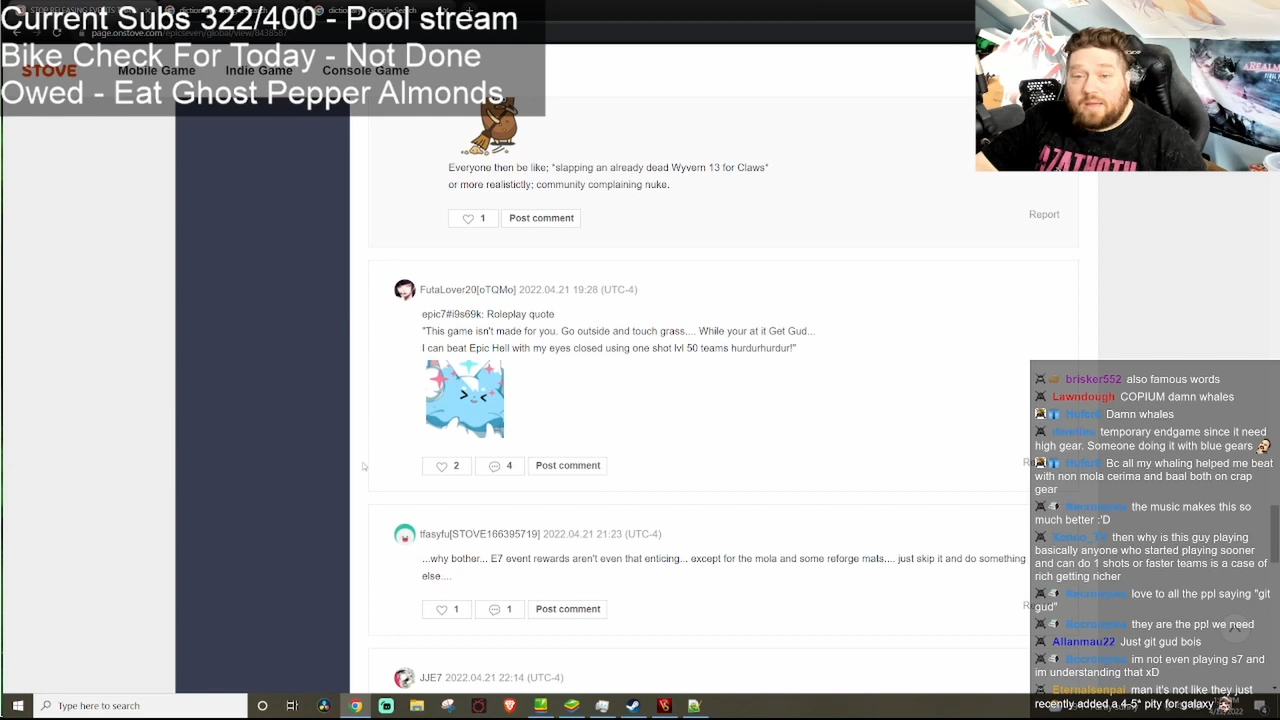 Current Subs 322/400 - Pool stream
Bike Check For Today - Not Done
Owed - Eat Ghost Pepper Almonds
page.onstove.com/epicseven/global/view/8438587
STOVE
Mobile Game
Indie Game
Console Game
AZATHOTH
Everyone then be like; *slapping an already dead Wyvern 13 for Claws*
or more realistictly; community complaining nuke.
1
Post comment
Report
FutaLover20[oTQMo] 2022.04.21 19:28 (UTC-4)
epic7#i9s69k: Roleplay quote
"This game isn't made for you. Go outside and touch grass.... While your at it Get Gud...
I can beat Epic Hell with my eyes closed using one shot lvl 50 teams hurdurhurdur!"
2
4
Post comment
tfasyfu[STOVE166395719] 2022.04.21 21:23 (UTC-4)
...why bother... E7 event rewards aren't even that enticing... except for the mola and some reforge mats.... just skip it and do something
else....
1
1
Post comment
JJE7 2022.04.21 22:14 (UTC-4)
brisker552 also famous words
Lawndough COPIUM damn whales
Damn whales
temporary endgame since it need
high gear. Someone doing it with blue gears
Bc all my whaling helped me beat
with non mola cerima and baal both on crap
gear
the music makes this so
much better :'D
then why is this guy playing
basically anyone who started playing sooner
and can do 1 shots or faster teams is a case of
rich getting richer
love to all the ppl saying "git
gud"
they are the ppl we need
Allanmau22 Just git gud bois
im not even playing s7 and
im understanding that xD
Eternalsenpai man it's not like they just
recently added a 4-5* pity for galaxy
Type here to search